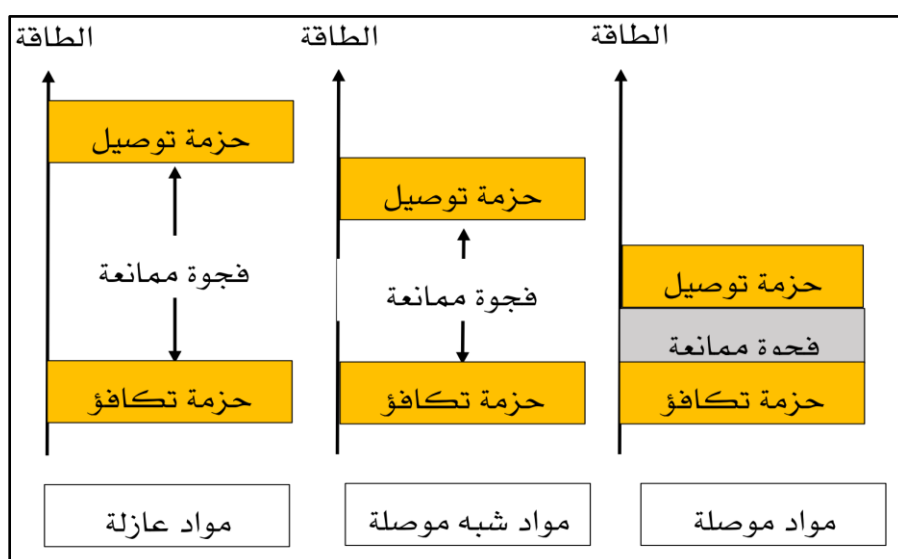 الطاقة
حزمة توصيل
فجوة ممانعة
حزمة تكافؤ
مواد موصلة
الطاقة
حزمة توصيل
فجوة ممانعة
حزمة تكافؤ
مواد شبه موصلة
الطاقة
حزمة توصيل
فجوة ممانعة
حزمة تكافؤ
مواد عازلة